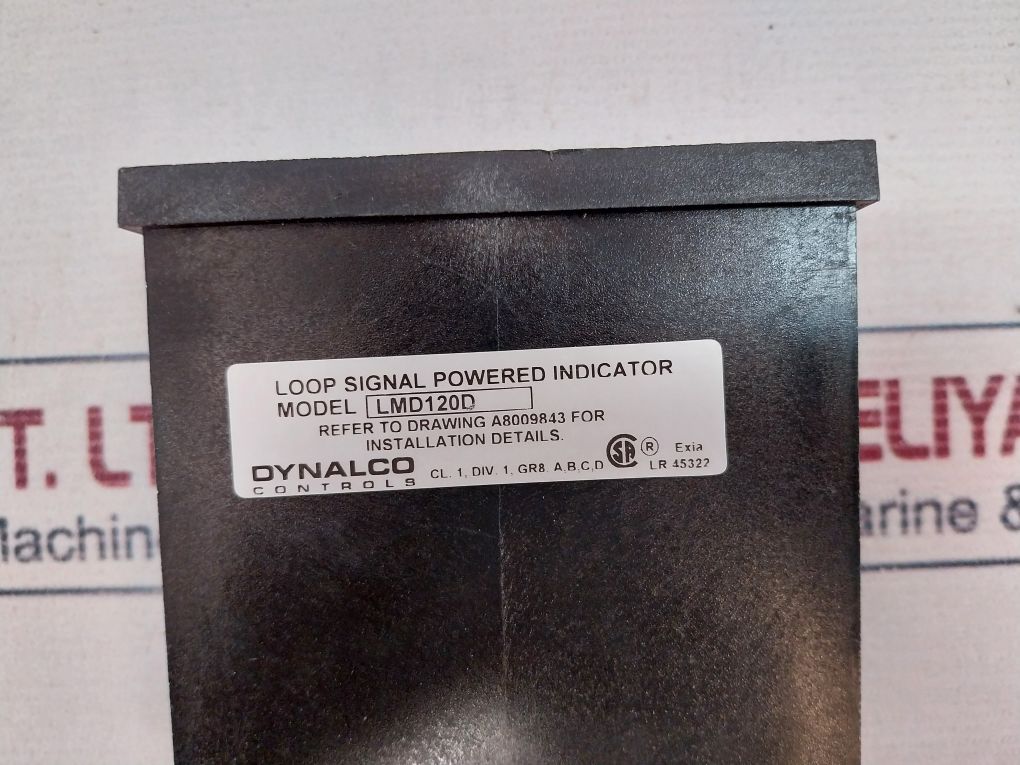 LOOP SIGNAL POWERED INDICATOR
MODEL LMD120D
REFER TO DRAWING A8009843 FOR
INSTALLATION DETAILS.
DYNALCO
CONTROLS
CL. 1, DIV. 1, GR8. A,B,C,D
SA ® Exia
LR 45322
T. LT
ELIYA
Machin
arine &